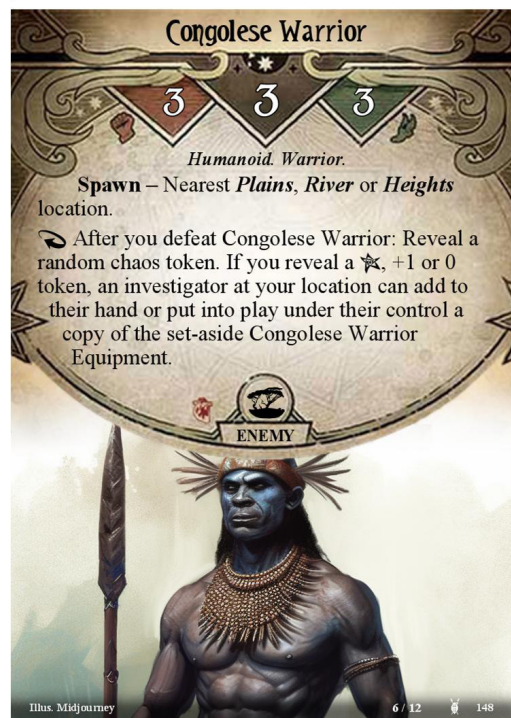 Congolese Warrior
3 3 3
Humanoid. Warrior.
Spawn – Nearest Plains, River or Heights
location.
After you defeat Congolese Warrior: Reveal a
random chaos token. If you reveal a , +1 or 0
token, an investigator at your location can add to
their hand or put into play under their control a
copy of the set-aside Congolese Warrior
Equipment.
ENEMY
Illus. Midjourney 6 / 12 148